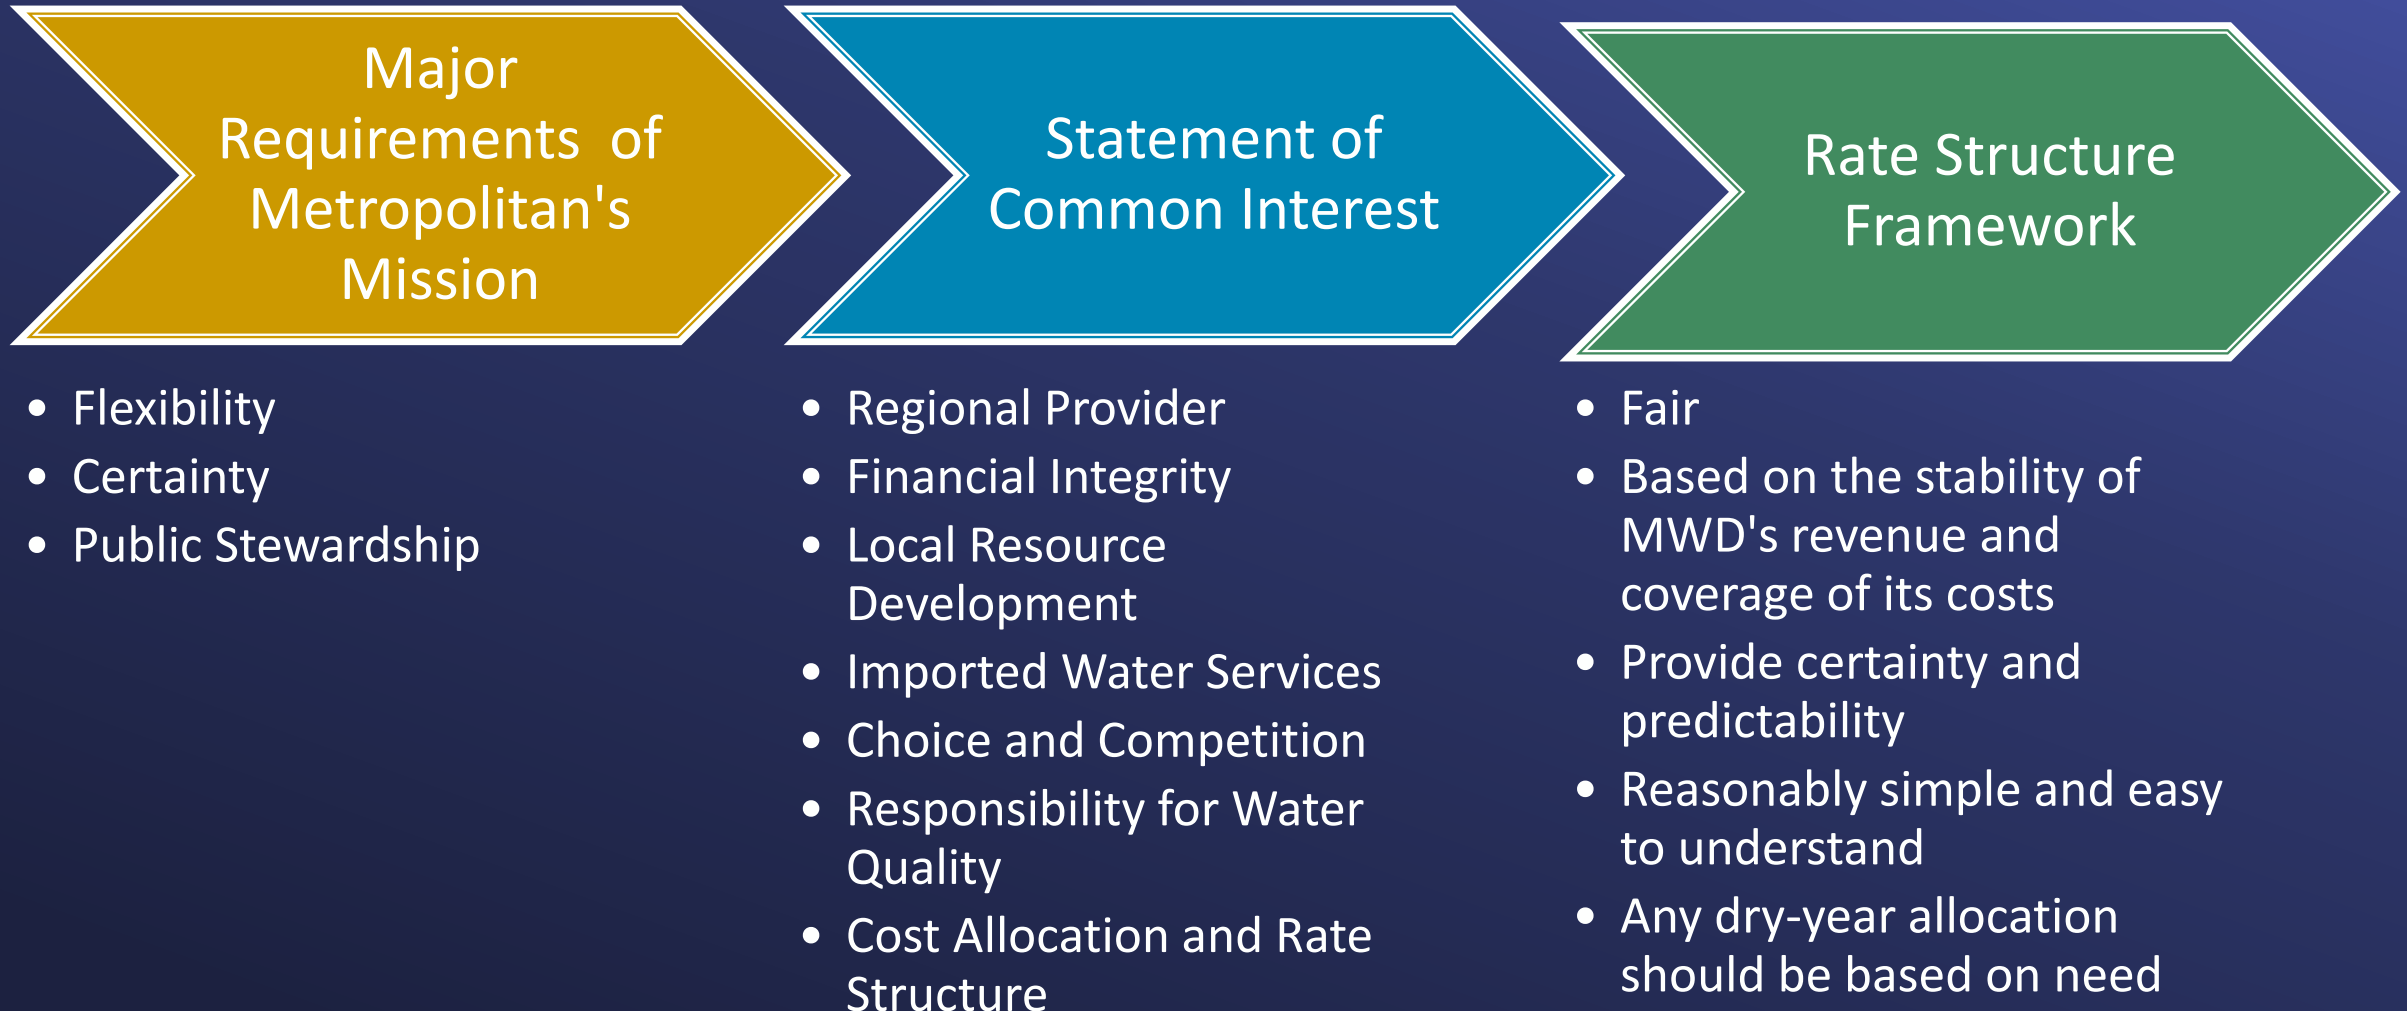 Major
Requirements  of
Metropolitan's
Mission
• Flexibility
• Certainty
• Public Stewardship
Statement of
Common Interest
• Regional Provider
• Financial Integrity
• Local Resource
Development
• Imported Water Services
• Choice and Competition
• Responsibility for Water
Quality
• Cost Allocation and Rate
Structure
Rate Structure
Framework
• Fair
• Based on the stability of
MWD's revenue and
coverage of its costs
• Provide certainty and
predictability
• Reasonably simple and easy
to understand
• Any dry-year allocation
should be based on need